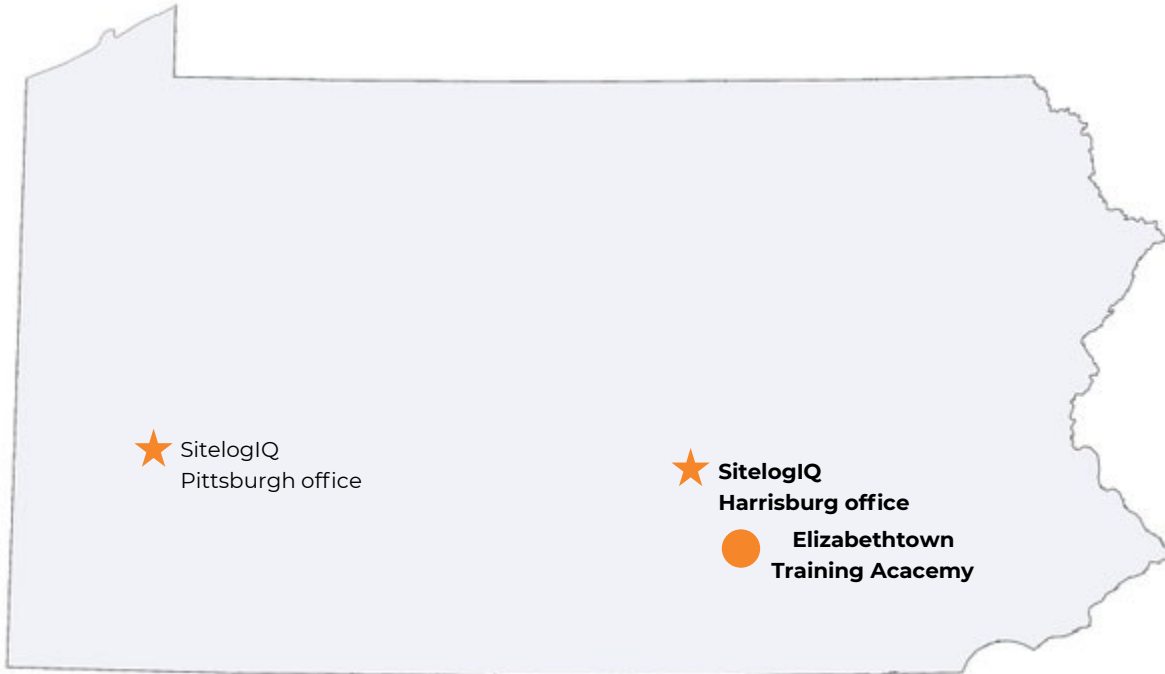 SitelogIQ
Pittsburgh office
SitelogIQ
Harrisburg office
Elizabethtown
Training Acacemy